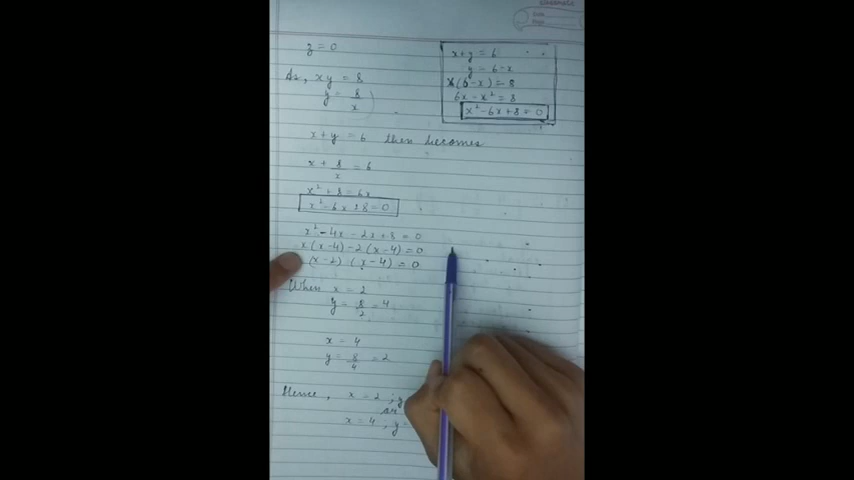 z = 0
As, xy = 8
y = 8/x
x + y = 6 then becomes
x + 8/x = 6
x² + 8 = 6x
x² - 6x + 8 = 0
x² - 4x - 2x + 8 = 0
x(x-4) - 2(x-4) = 0
(x-2) (x-4) = 0
When x = 2
y = 8/2 = 4
x = 4
y = 8/4 = 2
Hence, x = 2 ; y
or
x = 4, y =
x + y = 6
y = 6 - x
x(6-x) = 8
6x - x² = 8
x² - 6x + 8 = 0